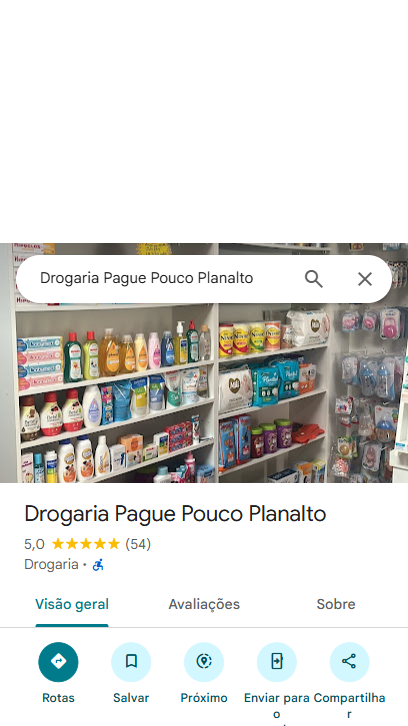 Drogaria Pague Pouco Planalto
Drogaria Pague Pouco Planalto
5,0 (54)
Drogaria ·
Visão geral
Avaliações
Sobre
Rotas
Salvar
Próximo
Enviar para o
Compartilhar